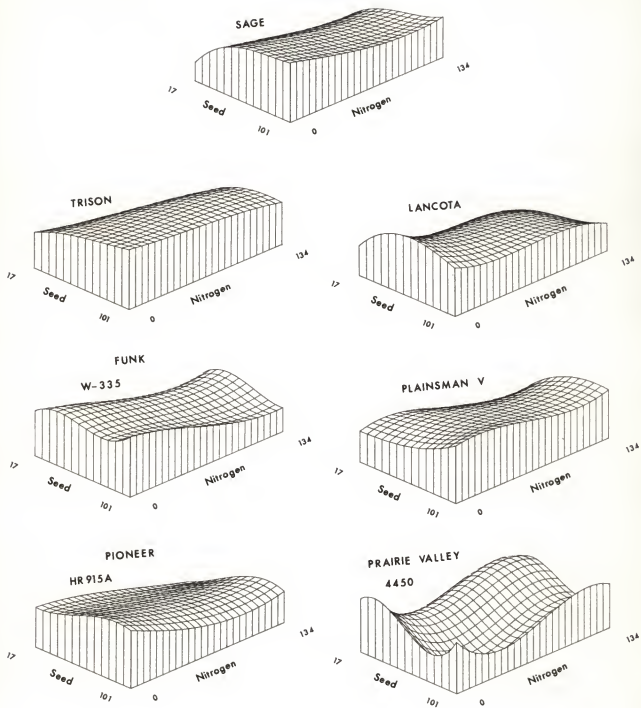 SAGE
17
Seed
101
0
Nitrogen
134
TRISON
17
Seed
101
0
Nitrogen
134
LANCOTA
17
Seed
101
0
Nitrogen
134
FUNK
W-335
17
Seed
101
0
Nitrogen
134
PLAINSMAN V
17
Seed
101
0
Nitrogen
134
PIONEER
HR915A
17
Seed
101
0
Nitrogen
134
PRAIRIE VALLEY
4450
17
Seed
101
0
Nitrogen
134